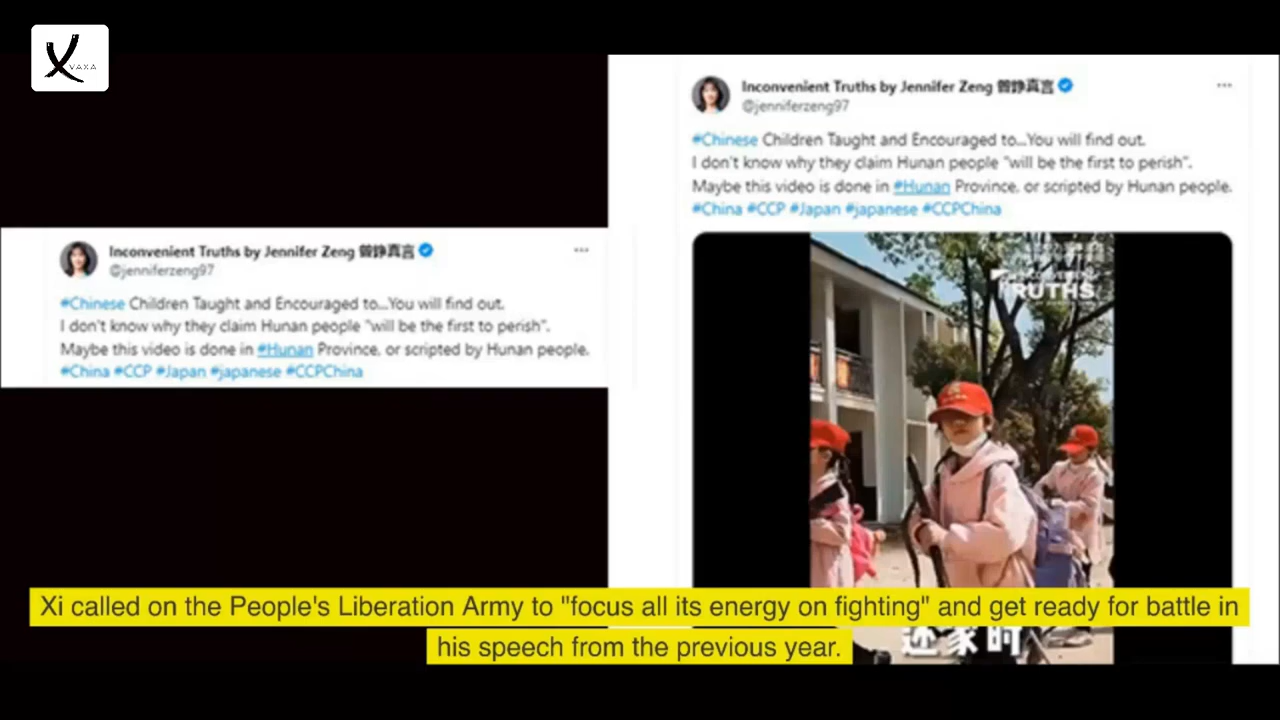 X VAXA
Inconvenient Truths by Jennifer Zeng 曾錚真言
@jenniferzeng97
#Chinese Children Taught and Encouraged to...You will find out.
I don't know why they claim Hunan people "will be the first to perish".
Maybe this video is done in #Hunan Province, or scripted by Hunan people.
#China #CCP #Japan #japanese #CCPChina
Inconvenient Truths by Jennifer Zeng 曾錚真言
@jenniferzeng97
#Chinese Children Taught and Encouraged to...You will find out.
I don't know why they claim Hunan people "will be the first to perish".
Maybe this video is done in #Hunan Province, or scripted by Hunan people.
#China #CCP #Japan #japanese #CCPChina
INCONVENIENT
TRUTHS
Xi called on the People's Liberation Army to "focus all its energy on fighting" and get ready for battle in
his speech from the previous year.